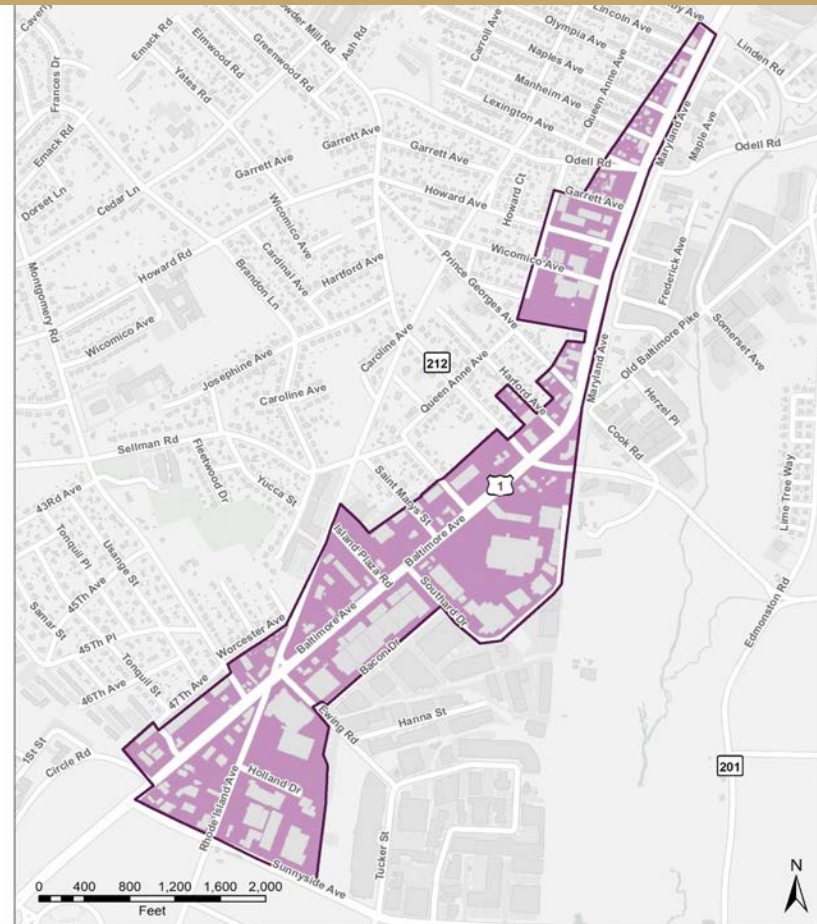 Emack Rd
Elmwood Rd
Yates Rd
Greenwood Rd
Ash Rd
Frances Dr
Emack Rd
Dorset Ln
Cedar Ln
Garrett Ave
Garrett Ave
Garrett Ave
Wicomico Ave
Cardinal Ave
Hartford Ave
Brandon Ln
Howard Rd
Montgomery Rd
Wicomico Ave
Josephine Ave
Caroline Ave
Caroline Ave
Carroll Ave
Lincoln Ave
Olympia Ave
Naples Ave
Manheim Ave
Lexington Ave
Queen Anne Ave
Linden Rd
Maryland Ave
Maple Ave
Odell Rd
Odell Rd
Howard Ave
Howard Ct
Garrett Ave
Wicomico Ave
Prince Georges Ave
Frederick Ave
Somerset Ave
Old Baltimore Pike
Maryland Ave
Herzel Pl
Cook Rd
212
Queen Anne Ave
Harford Ave
1
Saint Marys St
Baltimore Ave
Island Plaza Rd
Southard Dr
Baltimore Ave
Bacon Dr
Sellman Rd
Fleetwood Dr
Yucca St
43Rd Ave
Tonquil Pl
Usange St
45Th Ave
Samar St
45Th Pl
Worcester Ave
Tonquil St
46Th Ave
47Th Ave
1St St
Circle Rd
Ewing Rd
Hanna St
Holland Dr
Rhode Island Ave
Tucker St
Sunnyside Ave
Lime Tree Way
Edmonston Rd
201
0 400 800 1,200 1,600 2,000
Feet
N